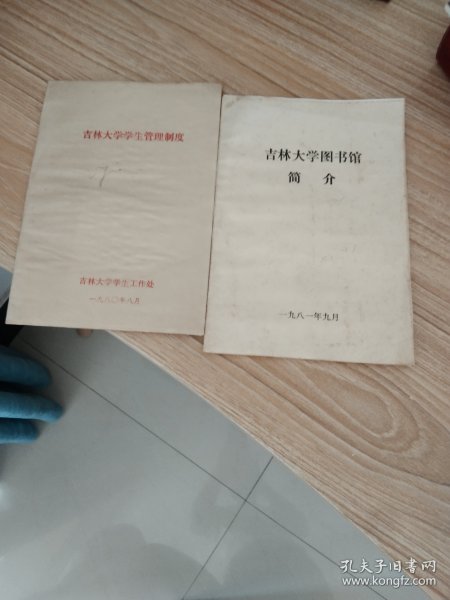 吉林大学学生管理制度
吉林大学学生工作处
一九八〇年八月
吉林大学图书馆
简介
一九八一年九月
孔夫子旧书网
www.kongfz.com